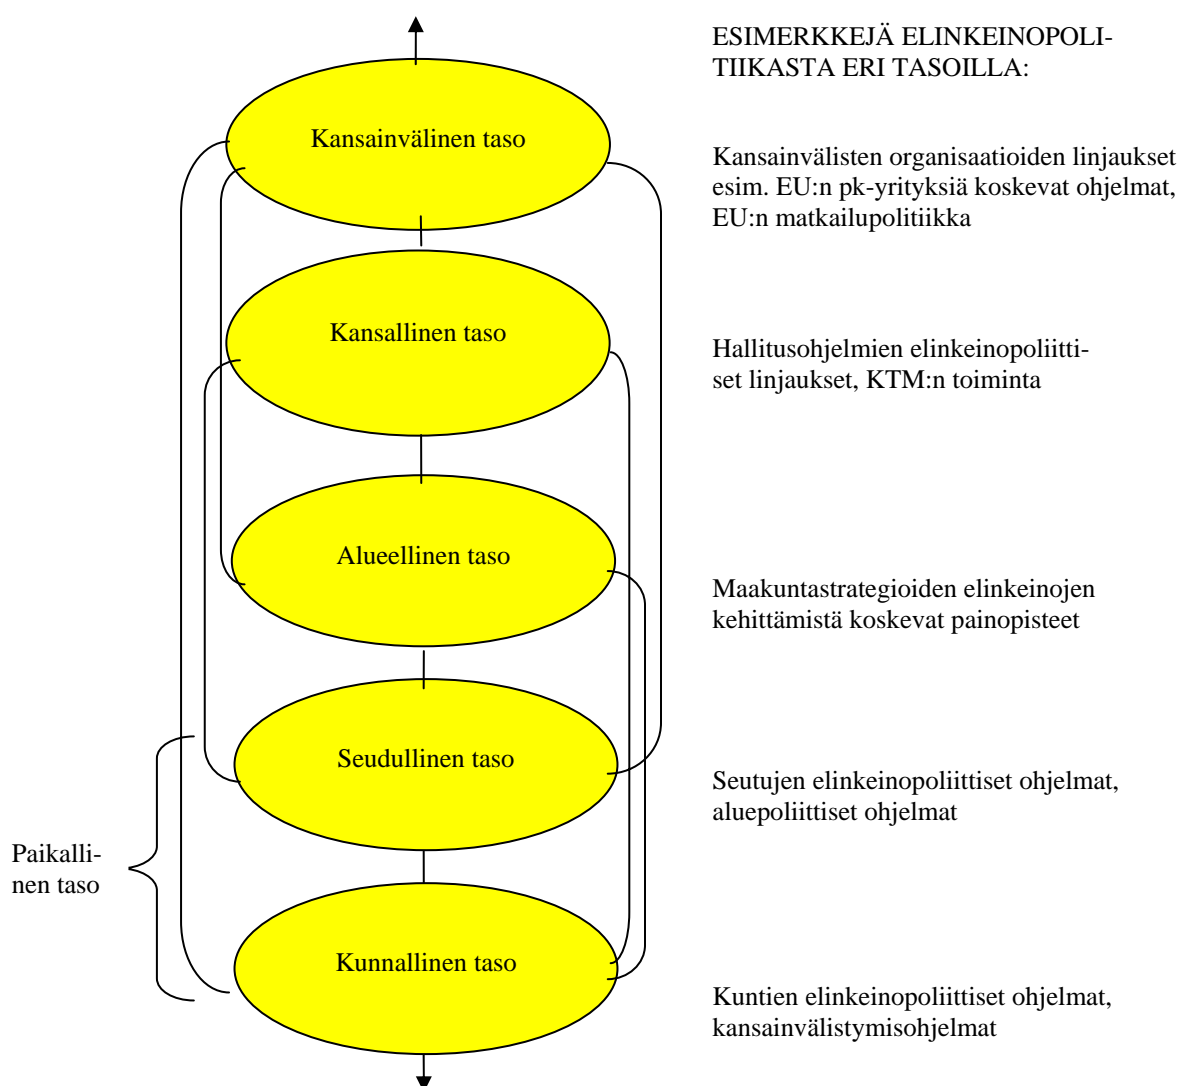 ESIMERKKEJÄ ELINKEINOPOLI-
TIIKASTA ERI TASOILLA:
Kansainvälinen taso
Kansainvälisten organisaatioiden linjaukset
esim. EU:n pk-yrityksiä koskevat ohjelmat,
EU:n matkailupolitiikka
Kansallinen taso
Hallitusohjelmien elinkeinopoliitti-
set linjaukset, KTM:n toiminta
Alueellinen taso
Maakuntastrategioiden elinkeinojen
kehittämistä koskevat painopisteet
Seudullinen taso
Seutujen elinkeinopoliittiset ohjelmat,
aluepoliittiset ohjelmat
Paikalli-
nen taso
Kunnallinen taso
Kuntien elinkeinopoliittiset ohjelmat,
kansainvälistymisohjelmat